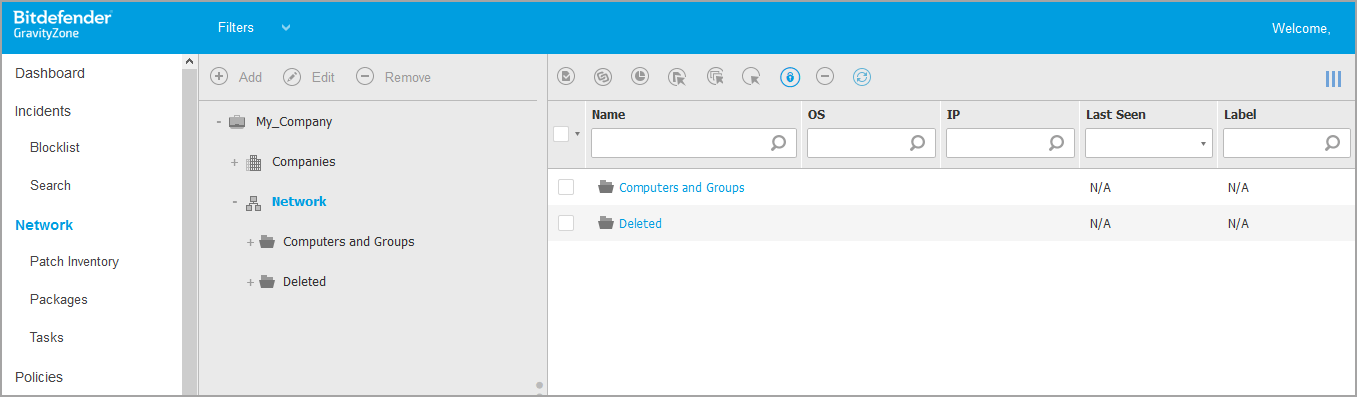 Bitdefender
GravityZone
Filters
Welcome,
Dashboard
Incidents
Blocklist
Search
Network
Patch Inventory
Packages
Tasks
Policies
Add Edit Remove
My_Company
Companies
Network
Computers and Groups
Deleted
Name OS IP Last Seen Label
Computers and Groups N/A N/A
Deleted N/A N/A